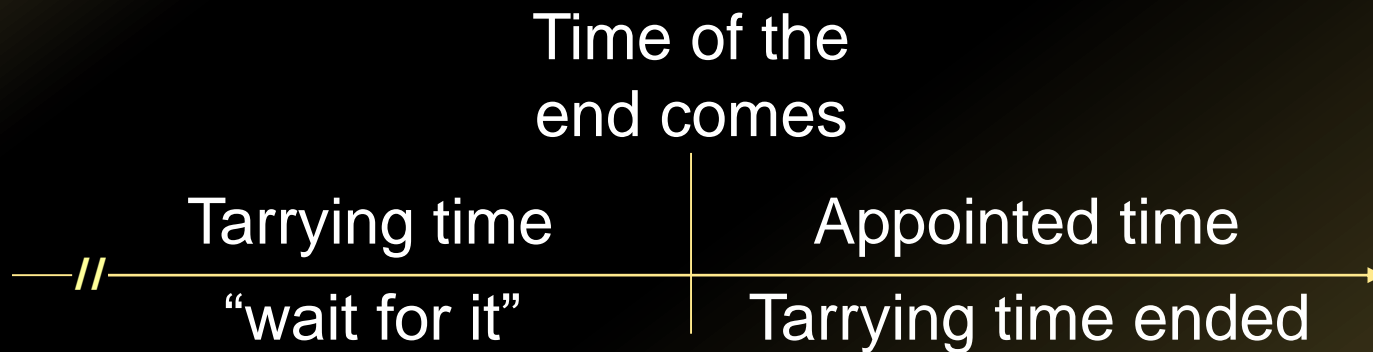 Time of the
end comes
Tarrying time
Appointed time
//
“wait for it”
Tarrying time ended